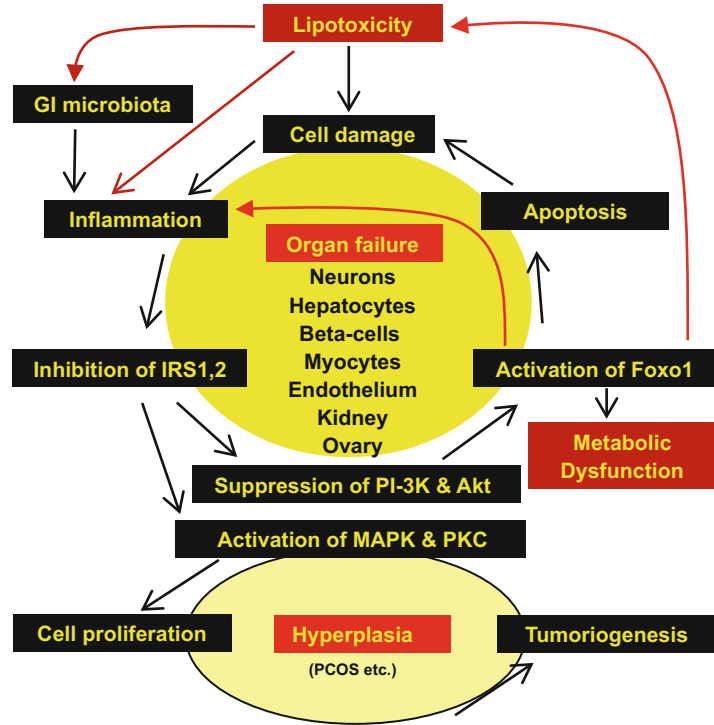 Lipotoxicity
GI microbiota
Cell damage
Inflammation
Apoptosis
Organ failure
Neurons
Hepatocytes
Beta-cells
Myocytes
Endothelium
Kidney
Ovary
Inhibition of IRS1,2
Activation of Foxo1
Metabolic
Dysfunction
Suppression of PI-3K & Akt
Activation of MAPK & PKC
Cell proliferation
Hyperplasia
(PCOS etc.)
Tumoriogenesis